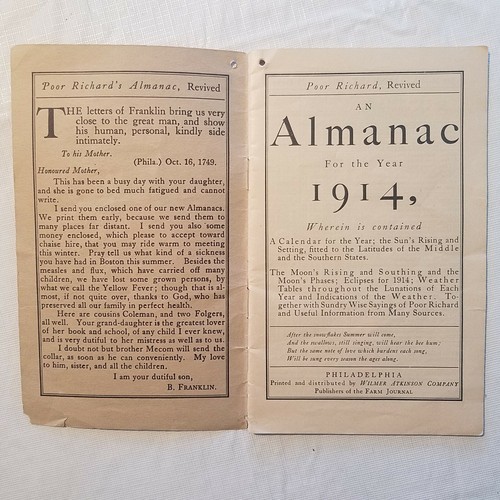 Poor Richard's Almanac, Revived
THE letters of Franklin bring us very
close to the great man, and show
his human, personal, kindly side
intimately.
To his Mother.
(Phila.) Oct. 16, 1749.
Honoured Mother,
This has been a busy day with your daughter,
and she is gone to bed much fatigued and cannot
write.
I send you enclosed one of our new Almanacs.
We print them early, because we send them to
many places far distant. I send you also some
money enclosed, which please to accept toward
chaise hire, that you may ride warm to meeting
this winter. Pray tell us what kind of a sickness
you have had in Boston this summer. Besides the
measles and flux, which have carried off many
children, we have lost some grown persons, by
what we call the Yellow Fever; though that is al-
most, if not quite over, thanks to God, who has
preserved all our family in perfect health.
Here are cousins Coleman, and two Folgers,
all well. Your grand-daughter is the greatest lover
of her book and school, of any child I ever knew,
and is very dutiful to her mistress as well as to us.
I doubt not but brother Mecom will send the
collar, as soon as he can conveniently. My love
to him, sister, and all the children.
I am your dutiful son,
B. FRANKLIN.
Poor Richard, Revived
AN
Almanac
For the Year
1914,
Wherein is contained
A Calendar for the Year; the Sun's Rising and
Setting, fitted to the Latitudes of the Middle
and the Southern States.
The Moon's Rising and Southing and the
Moon's Phases; Eclipses for 1914; Weather
Tables throughout the Lunations of Each
Year and Indications of the Weather. To-
gether with Sundry Wise Sayings of Poor Richard
and Useful Information from Many Sources.
After the snowflakes Summer will come,
And the swallows, still singing, will hear the bee hum;
But the same note of love which burdens each song,
Will be sung every season the ages along.
PHILADELPHIA
Printed and distributed by WILMER ATKINSON COMPANY
Publishers of the FARM JOURNAL